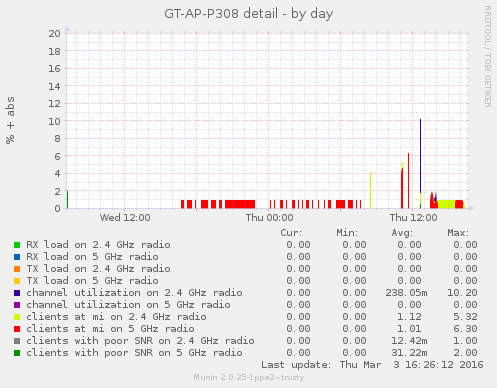 GT-AP-P308 detail - by day
RRDTOOL / TOBI OETIKER
% + abs
20
18
16
14
12
10
8
6
4
2
0
Wed 12:00 Thu 00:00 Thu 12:00
Cur: Min: Avg: Max:
RX load on 2.4 GHz radio 0.00 0.00 0.00 0.00
RX load on 5 GHz radio 0.00 0.00 0.00 0.00
TX load on 2.4 GHz radio 0.00 0.00 0.00 0.00
TX load on 5 GHz radio 0.00 0.00 0.00 0.00
channel utilization on 2.4 GHz radio 0.00 0.00 238.05m 10.20
channel utilization on 5 GHz radio 0.00 0.00 0.00 0.00
clients at mi on 2.4 GHz radio 0.00 0.00 1.12 5.32
clients at mi on 5 GHz radio 0.00 0.00 1.01 6.30
clients with poor SNR on 2.4 GHz radio 0.00 0.00 12.42m 1.00
clients with poor SNR on 5 GHz radio 0.00 0.00 31.22m 2.00
Last update: Thu Mar 3 16:26:12 2016
Munin 2.0.25-1ppa2~trusty